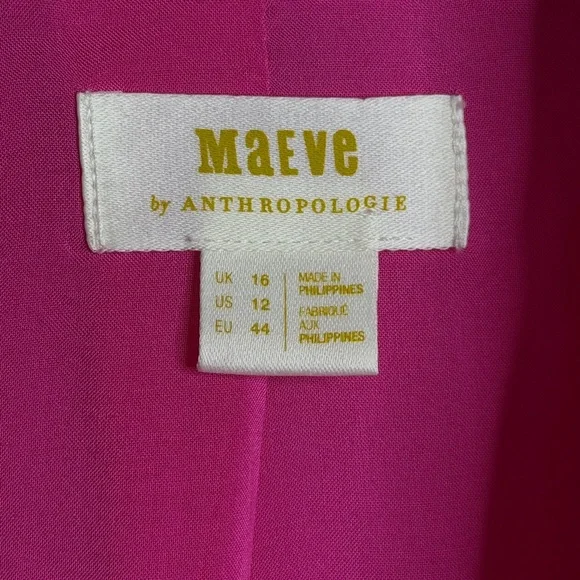 MaEve
by ANTHROPOLOGIE
UK 16
US 12
EU 44
MADE IN
PHILIPPINES
FABRIQUÉ
AUX
PHILIPPINES